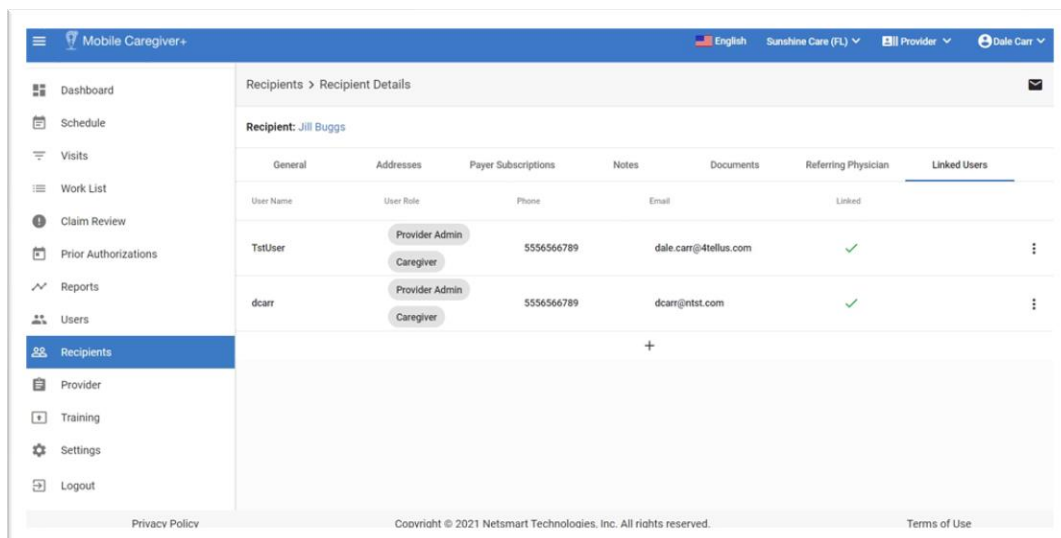 Mobile Caregiver+
English Sunshine Care (FL) Provider Dale Carr
Dashboard
Schedule
Visits
Work List
Claim Review
Prior Authorizations
Reports
Users
Recipients
Provider
Training
Settings
Logout
Recipients > Recipient Details
Recipient: Jill Buggs
General Addresses Payer Subscriptions Notes Documents Referring Physician Linked Users
User Name User Role Phone Email Linked
TstUser Provider Admin Caregiver 5556566789 dale.carr@4tellus.com
dcarr Provider Admin Caregiver 5556566789 dcarr@ntst.com
+
Privacy Policy Copyright © 2021 Netsmart Technologies, Inc. All rights reserved. Terms of Use